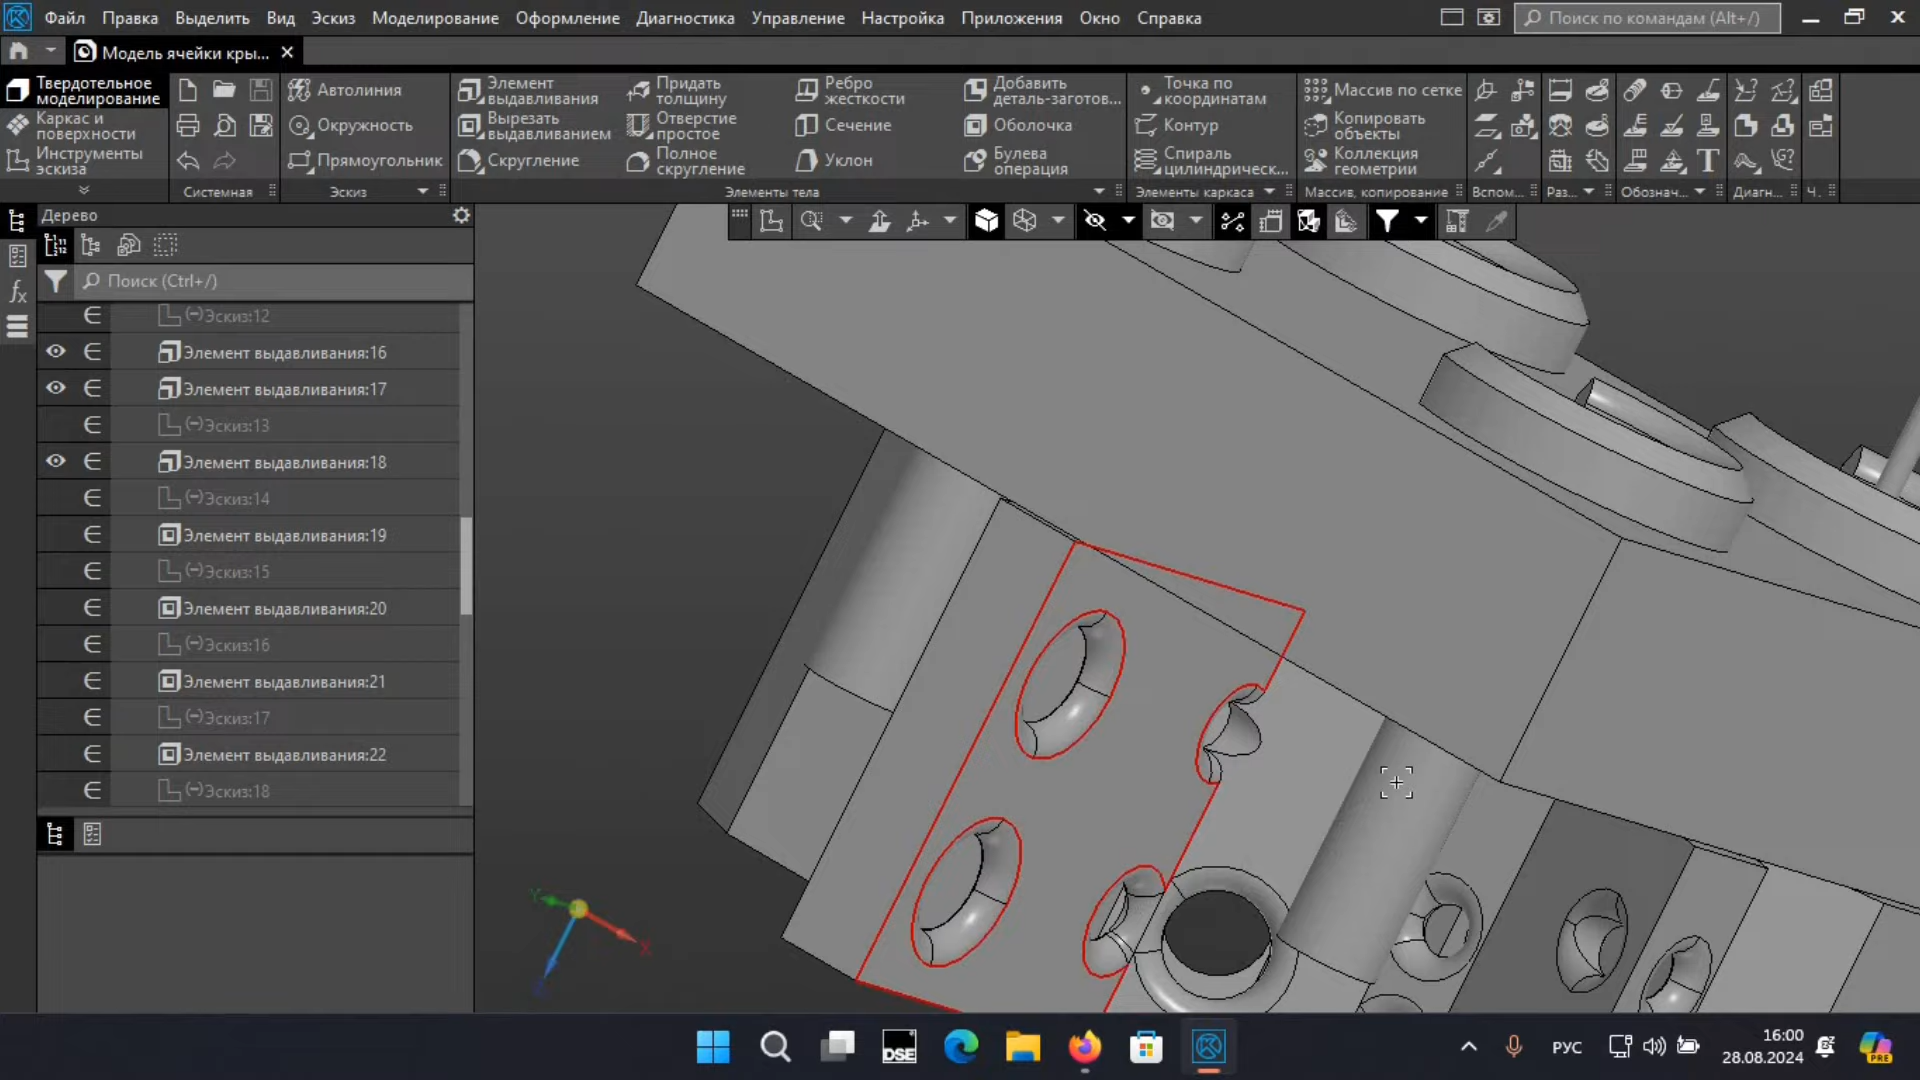 Файл Правка Выделить Вид Эскиз Моделирование Оформление Диагностика Управление Настройка Приложения Окно Справка Поиск по командам (Alt+/)
Модель ячейки кры...
Твердотельное моделирование
Каркас и поверхности
Инструменты эскиза
Системная
Автолиния
Окружность
Прямоугольник
Эскиз
Элемент выдавливания
Вырезать выдавливанием
Скругление
Придать толщину
Отверстие простое
Полное скругление
Ребро жесткости
Сечение
Уклон
Добавить деталь-заготов...
Оболочка
Булева операция
Элементы тела
Точка по координатам
Контур
Спираль цилиндрическ...
Элементы каркаса
Массив по сетке
Копировать объекты
Коллекция геометрии
Массив, копирование
Вспом...
Раз...
Обознач...
Диагн...
Ч...
Дерево
Поиск (Ctrl+/)
(-)Эскиз:12
Элемент выдавливания:16
Элемент выдавливания:17
(-)Эскиз:13
Элемент выдавливания:18
(-)Эскиз:14
Элемент выдавливания:19
(-)Эскиз:15
Элемент выдавливания:20
(-)Эскиз:16
Элемент выдавливания:21
(-)Эскиз:17
Элемент выдавливания:22
(-)Эскиз:18
Y
X
DSE
РУС
16:00
28.08.2024
PRE